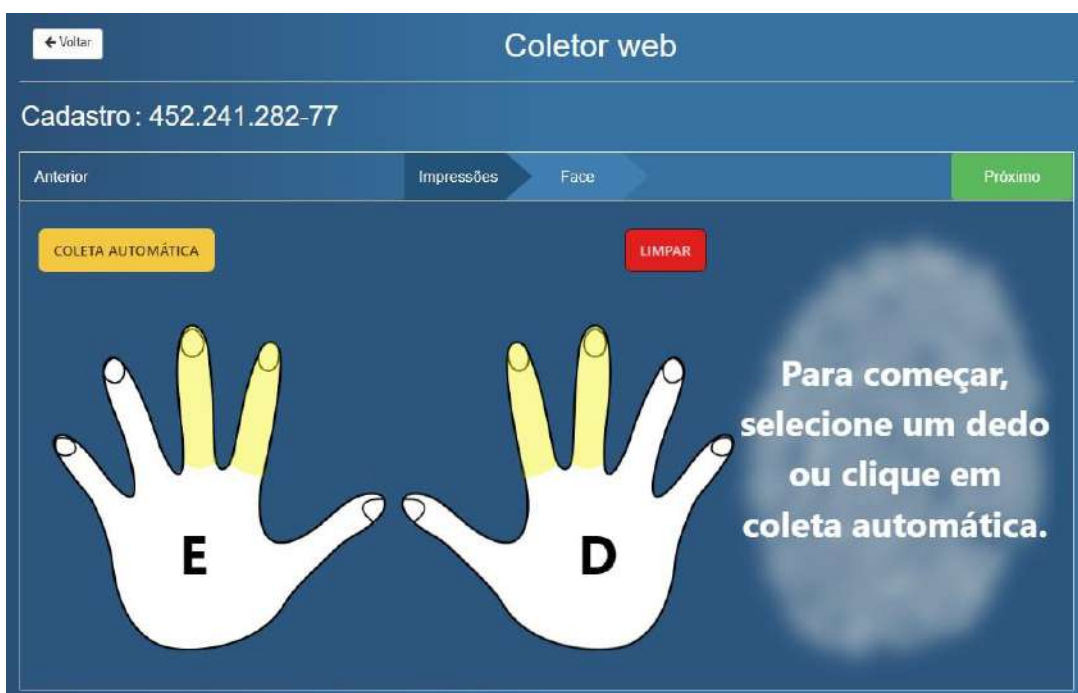 Voltar
Coletor web
Cadastro : 452.241.282-77
Anterior
Impressões
Face
Próximo
COLETA AUTOMÁTICA
LIMPAR
E
D
Para começar,
selecione um dedo
ou clique em
coleta automática.